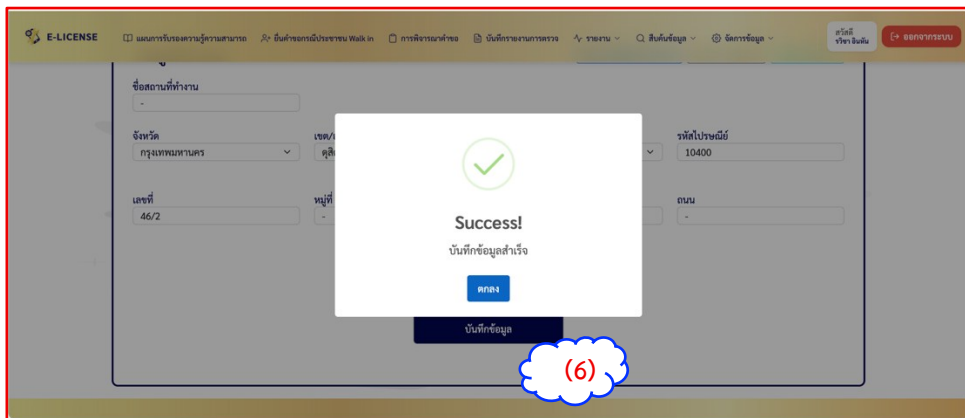 E-LICENSE แผนการรับรองความรู้ความสามารถ ยื่นคำขอกรณีประชาชน Walk in การพิจารณาคำขอ บันทึกรายงานการตรวจ รายงาน สืบค้นข้อมูล จัดการข้อมูล สวัสดี ออกจากระบบ
ชื่อสถานที่ทำงาน
-
จังหวัด เขต/ รหัสไปรษณีย์
กรุงเทพมหานคร ดุสิ 10400
เลขที่ หมู่ที่ ถนน
46/2 - -
Success!
บันทึกข้อมูลสำเร็จ
ตกลง
บันทึกข้อมูล
(6)